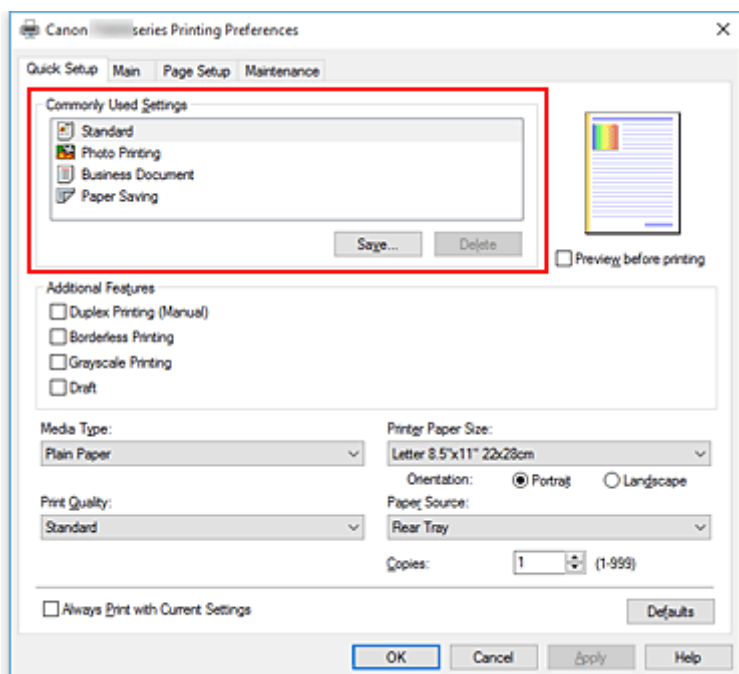 Canon series Printing Preferences
Quick Setup Main Page Setup Maintenance
Commonly Used Settings
Standard
Photo Printing
Business Document
Paper Saving
Save... Delete
Preview before printing
Additional Features
Duplex Printing (Manual)
Borderless Printing
Grayscale Printing
Draft
Media Type: Printer Paper Size:
Plain Paper Letter 8.5"x11" 22x28cm
Orientation: Portrait Landscape
Print Quality: Paper Source:
Standard Rear Tray
Copies: 1 (1-999)
Always Print with Current Settings Defaults
OK Cancel Apply Help